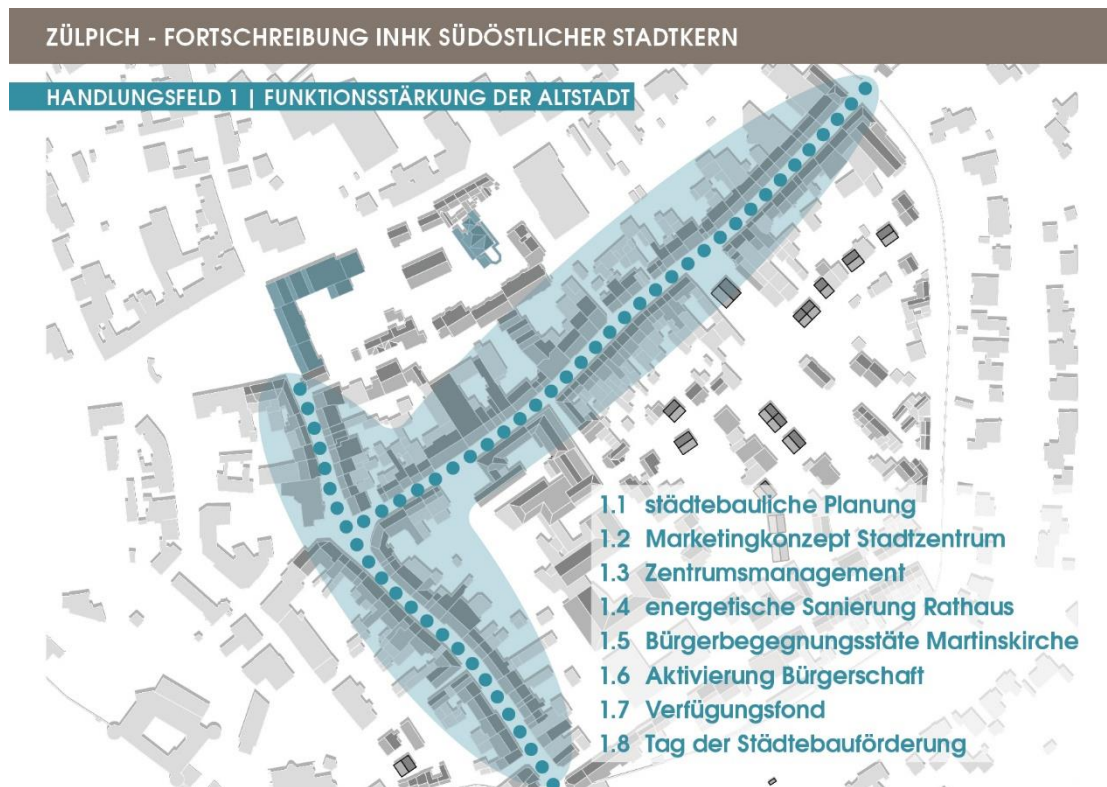 ZÜLPICH - FORTSCHREIBUNG INHK SÜDÖSTLICHER STADTKERN
HANDLUNGSFELD 1 | FUNKTIONSSTÄRKUNG DER ALTSTADT
1.1 städtebauliche Planung
1.2 Marketingkonzept Stadtzentrum
1.3 Zentrumsmanagement
1.4 energetische Sanierung Rathaus
1.5 Bürgerbegegnungsstäte Martinskirche
1.6 Aktivierung Bürgerschaft
1.7 Verfügungsfond
1.8 Tag der Städtebauförderung